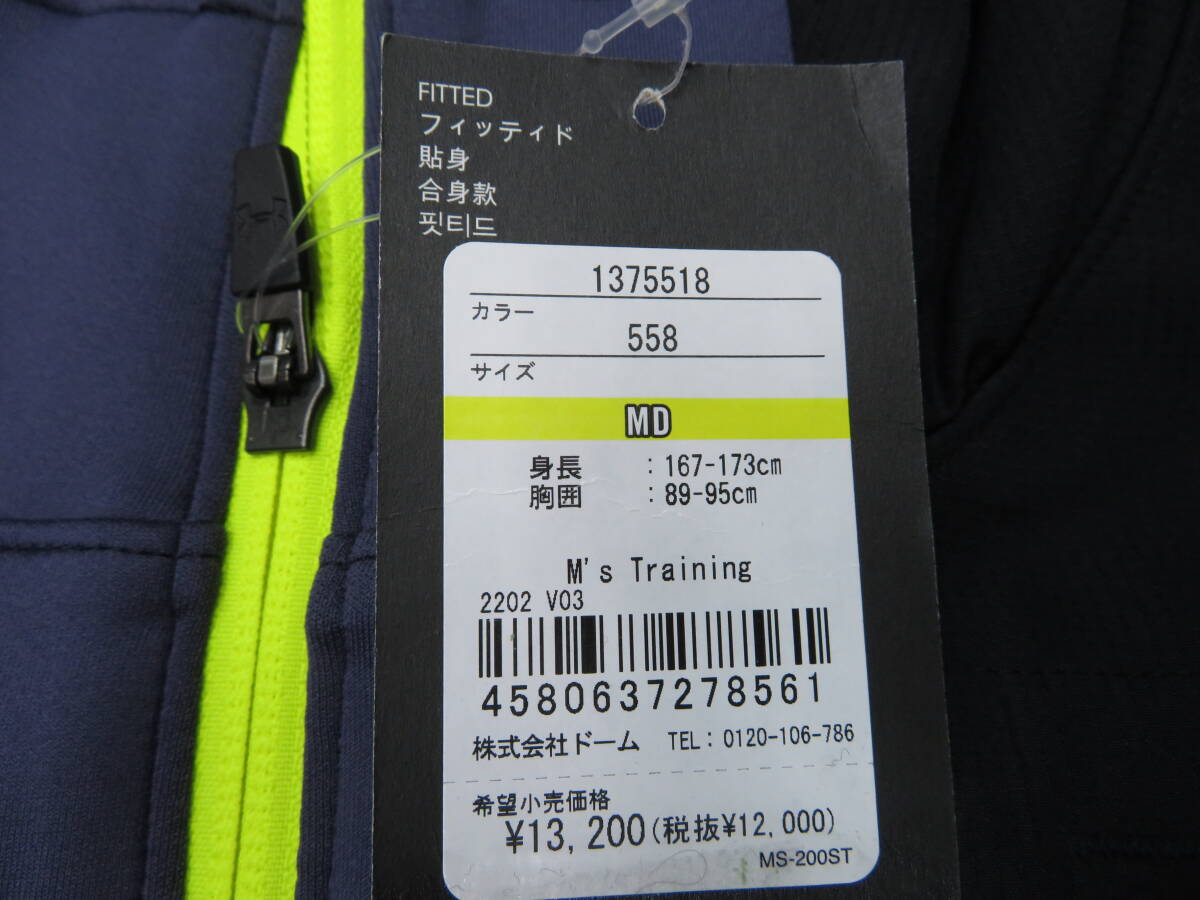 FITTED
フィッティド
貼身
合身款
핏티드
1375518
カラー
558
サイズ
MD
身長 : 167-173cm
胸囲 : 89-95cm
M's Training
2202 V03
4580637278561
株式会社ドーム TEL: 0120-106-786
希望小売価格
¥13,200(税抜¥12,000)
MS-200ST